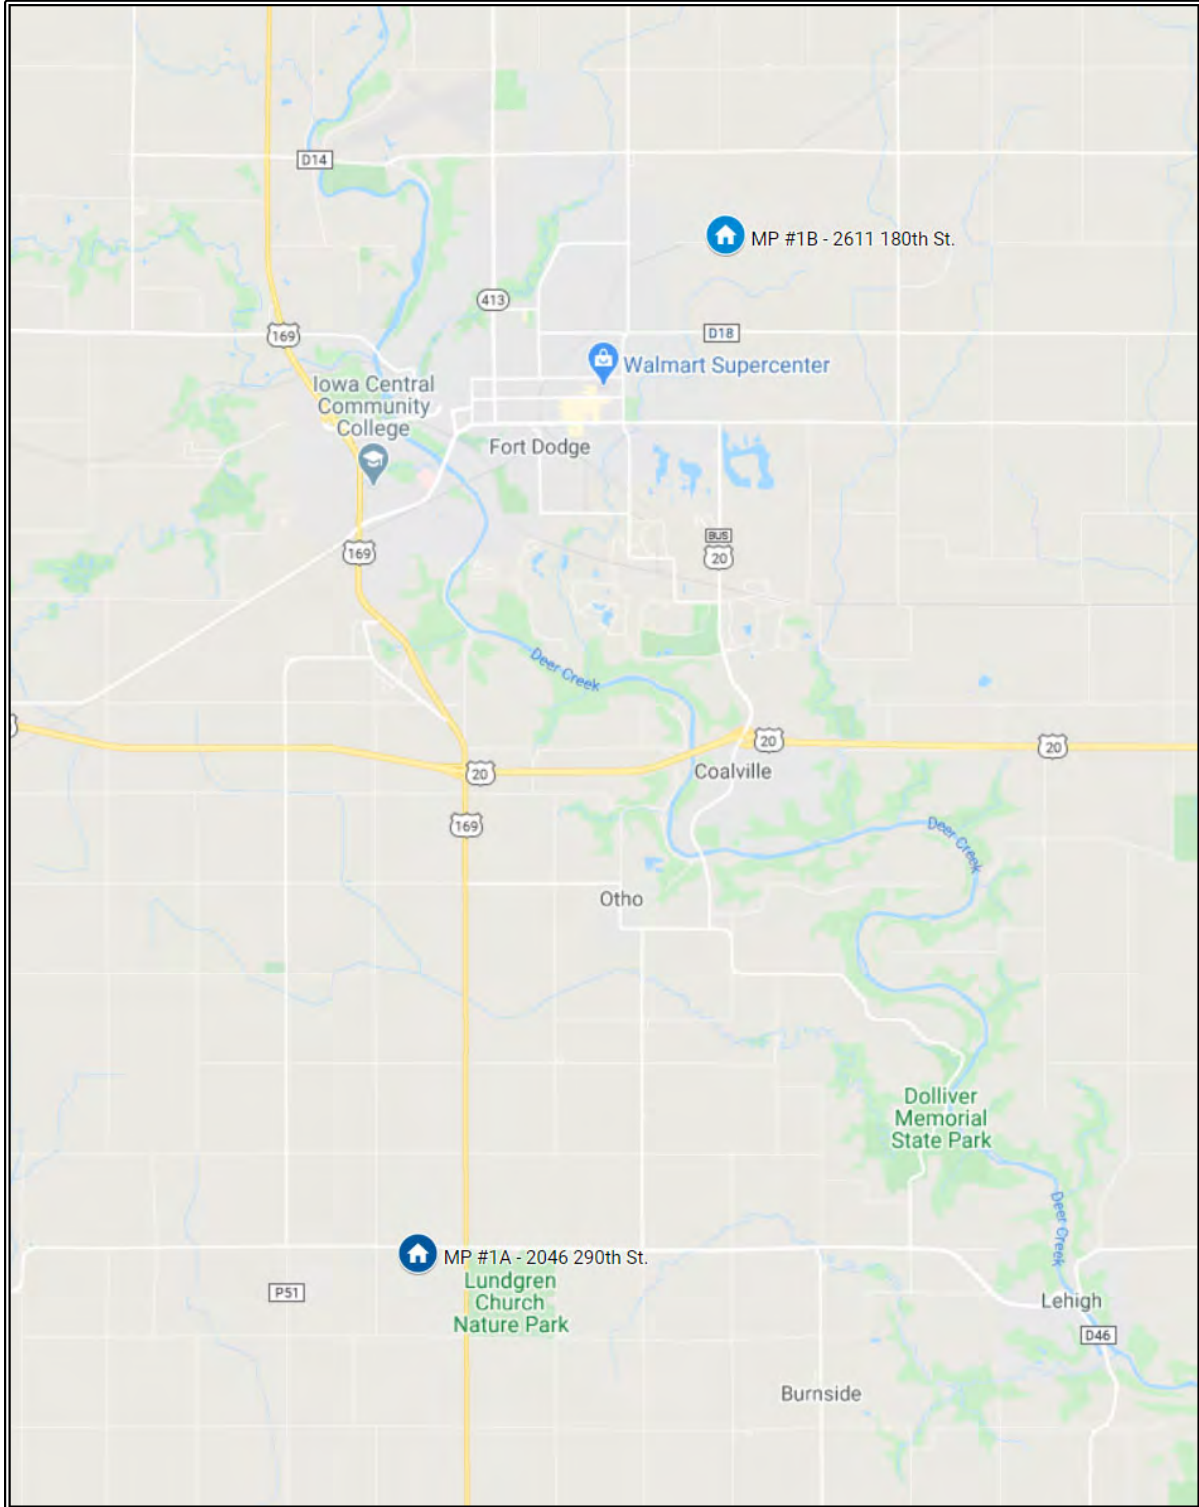 D14
MP #1B - 2611 180th St.
413
D18
169
Walmart Supercenter
Iowa Central
Community
College
Fort Dodge
BUS
20
169
Deer Creek
20
20
Coalville
20
169
Deer Creek
Otho
Dolliver
Memorial
State Park
Deer Creek
MP #1A - 2046 290th St.
Lundgren
Church
Nature Park
P51
Lehigh
D46
Burnside